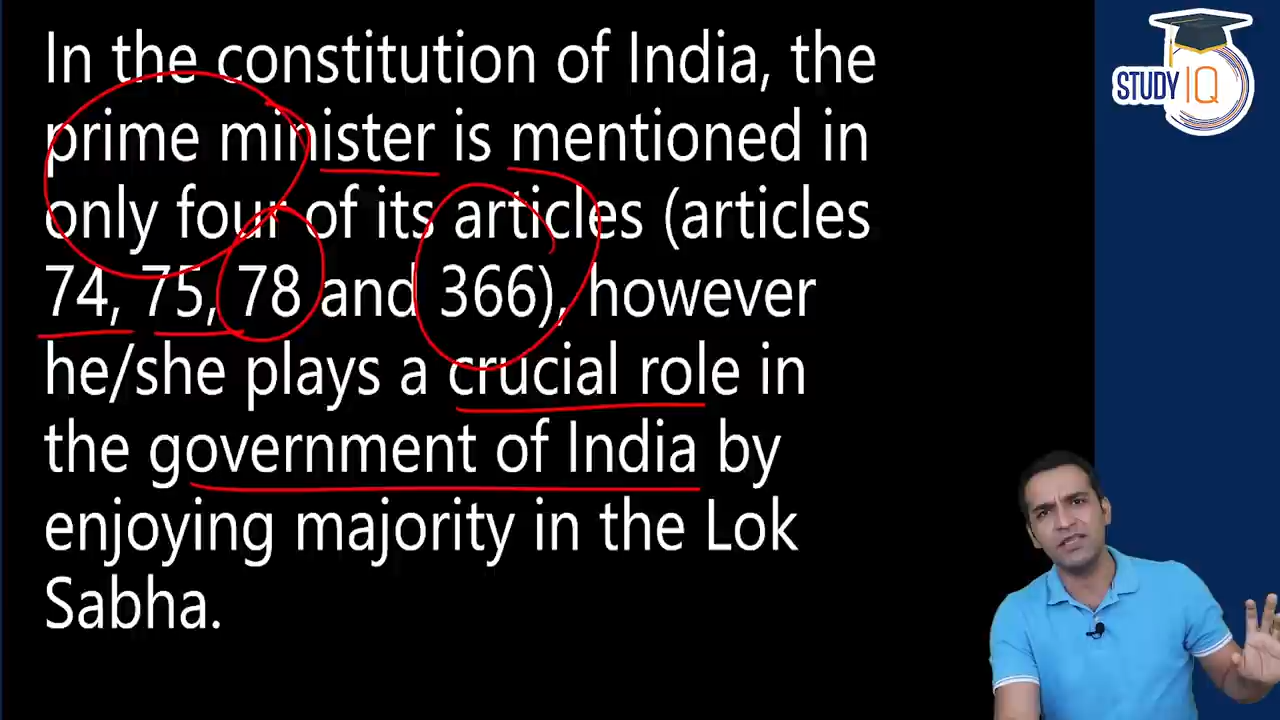 In the constitution of India, the
prime minister is mentioned in
only four of its articles (articles
74, 75, 78 and 366), however
he/she plays a crucial role in
the government of India by
enjoying majority in the Lok
Sabha.
STUDY IQ